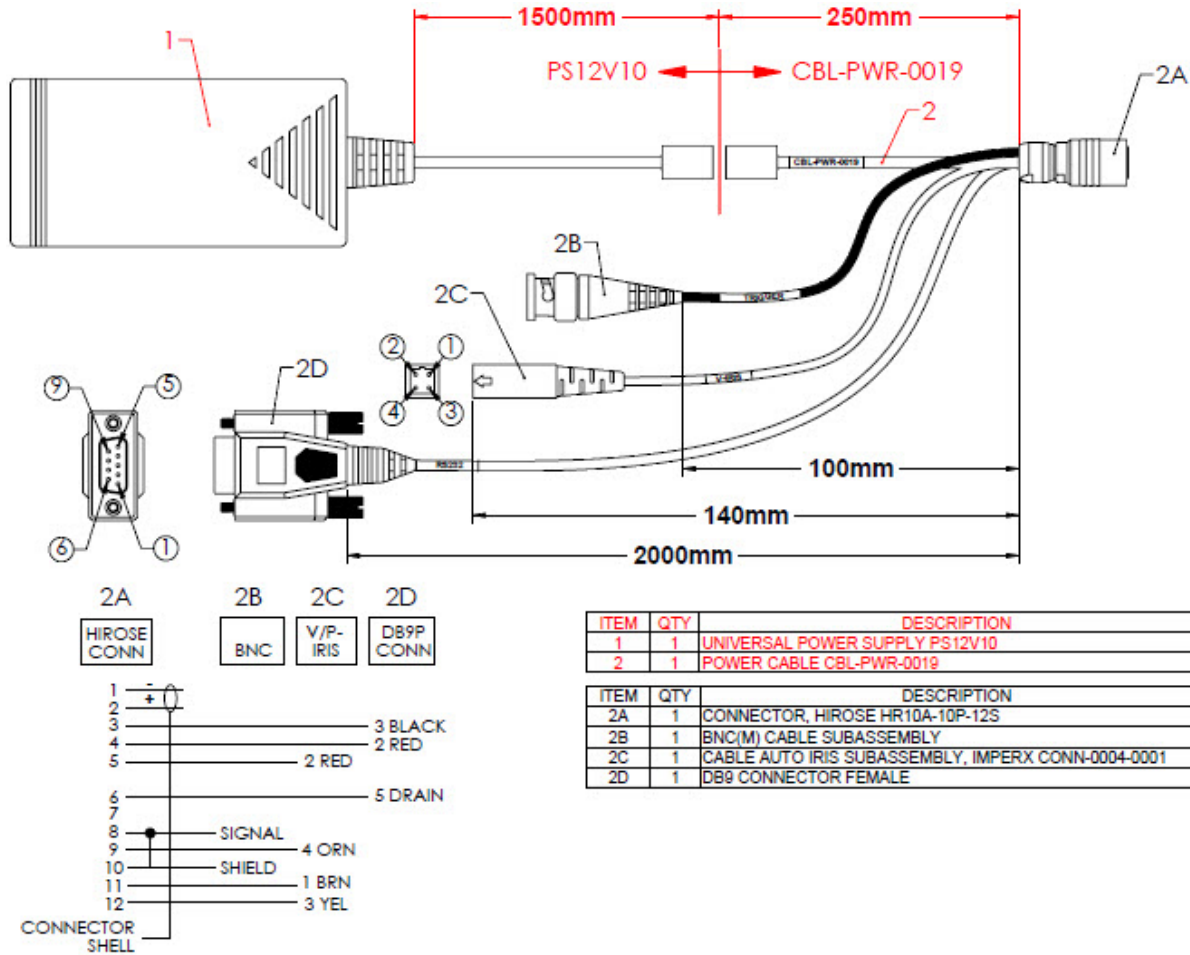 1500mm
250mm
1
PS12V10
CBL-PWR-0019
2A
2
CBL-PWR-0019
2B
2C
2
1
2D
4
3
9
5
RS232
100mm
140mm
6
1
2000mm
2A
2B
2C
2D
HIROSE CONN
BNC
V/P-IRIS
DB9P CONN
1 -
+
2
3
3 BLACK
4
2 RED
5
2 RED
6
5 DRAIN
7
8
SIGNAL
9
4 ORN
10
SHIELD
11
1 BRN
12
3 YEL
CONNECTOR
SHELL
ITEM QTY DESCRIPTION
1 1 UNIVERSAL POWER SUPPLY PS12V10
2 1 POWER CABLE CBL-PWR-0019
ITEM QTY DESCRIPTION
2A 1 CONNECTOR, HIROSE HR10A-10P-12S
2B 1 BNC(M) CABLE SUBASSEMBLY
2C 1 CABLE AUTO IRIS SUBASSEMBLY, IMPERX CONN-0004-0001
2D 1 DB9 CONNECTOR FEMALE